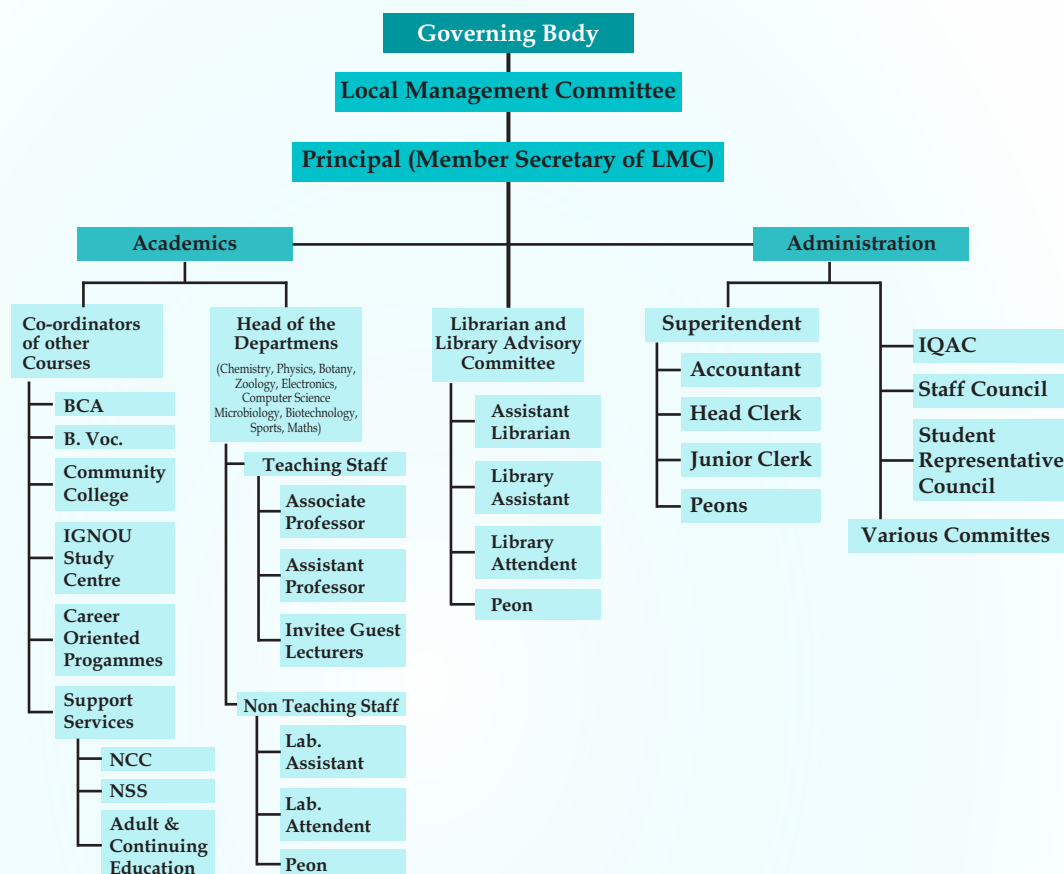 Governing Body
Local Management Committee
Principal (Member Secretary of LMC)
Academics
Administration
Co-ordinators
of other
Courses
BCA
B. Voc.
Community
College
IGNOU
Study
Centre
Career
Oriented
Progammes
Support
Services
NCC
NSS
Adult &
Continuing
Education
Head of the
Departmens
(Chemistry, Physics, Botany,
Zoology, Electronics,
Computer Science
Microbiology, Biotechnology,
Sports, Maths)
Teaching Staff
Associate
Professor
Assistant
Professor
Invitee Guest
Lecturers
Non Teaching Staff
Lab.
Assistant
Lab.
Attendent
Peon
Librarian and
Library Advisory
Committee
Assistant
Librarian
Library
Assistant
Library
Attendent
Peon
Superitendent
Accountant
Head Clerk
Junior Clerk
Peons
IQAC
Staff Council
Student
Representative
Council
Various Committes